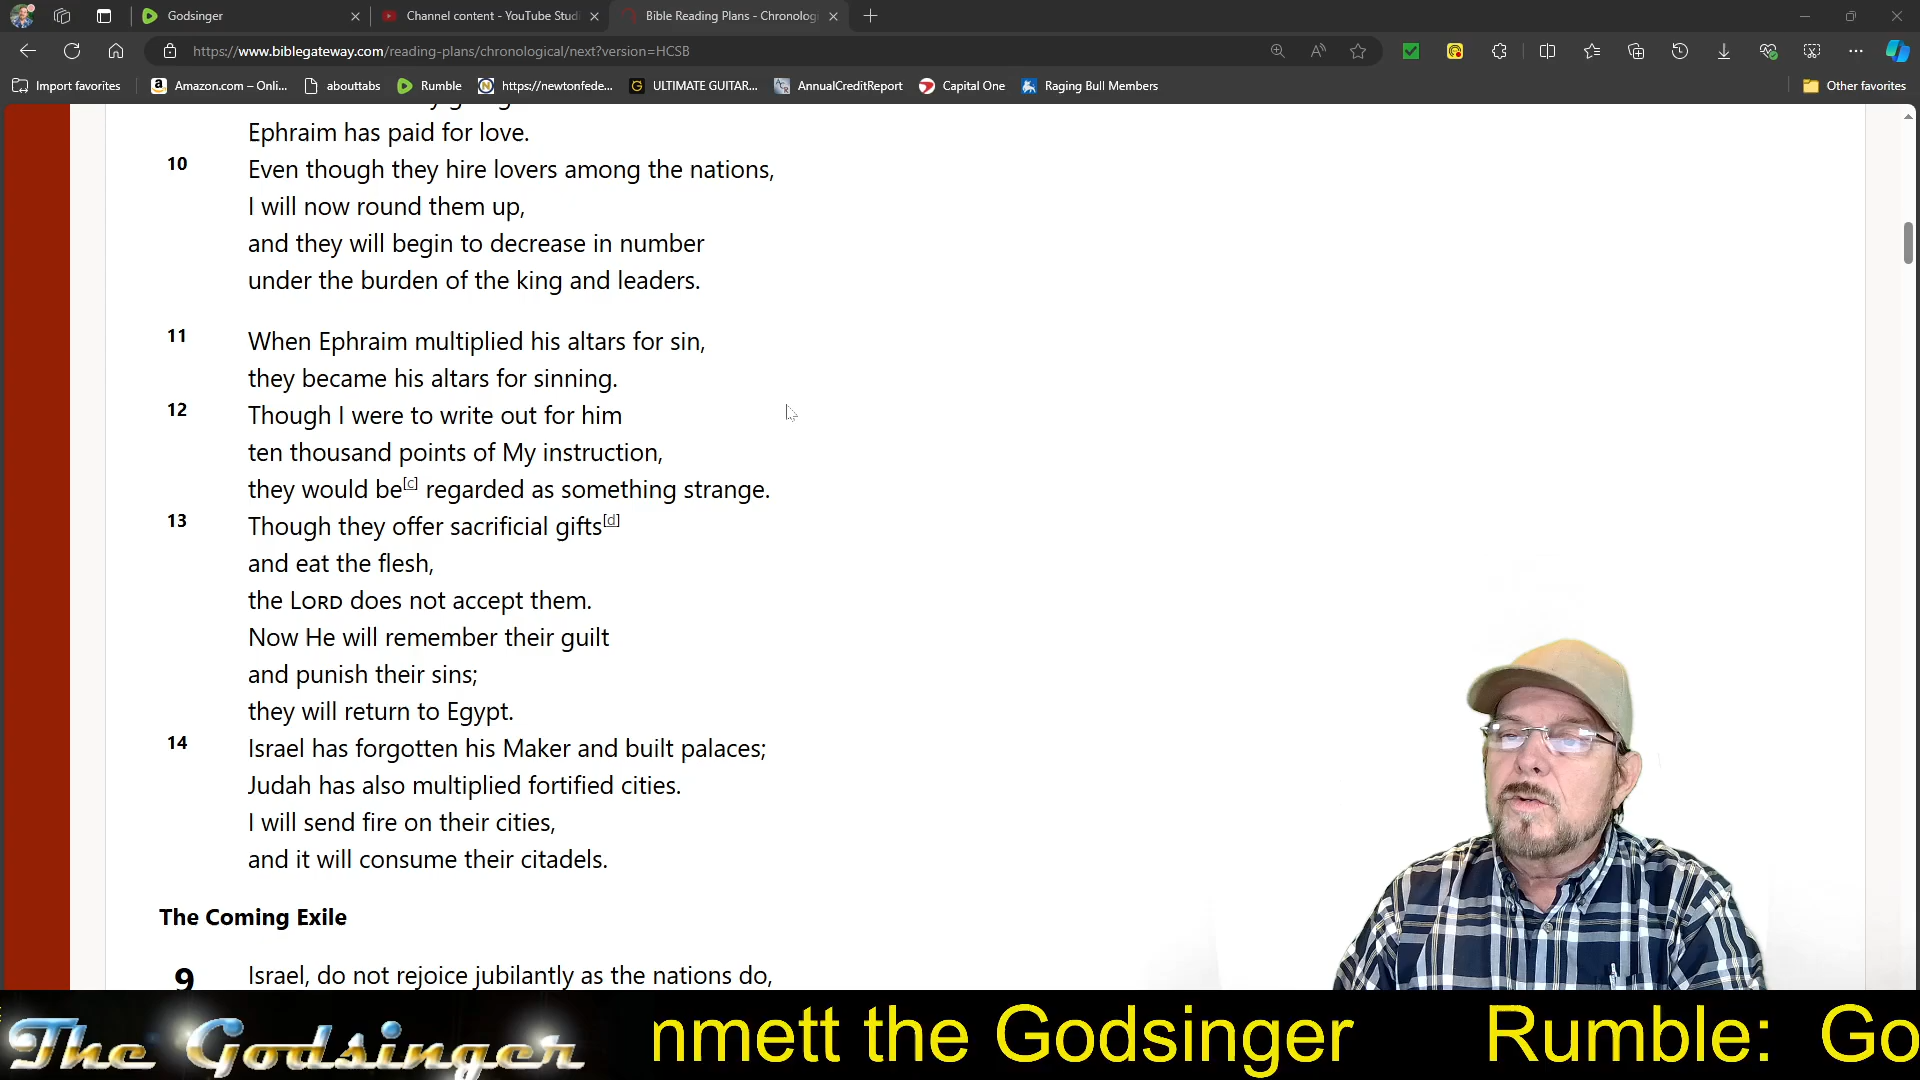 Godsinger
Channel content - YouTube Stud
Bible Reading Plans - Chronolog
https://www.biblegateway.com/reading-plans/chronological/next?version=HCSB
Import favorites
Amazon.com – Onli...
abouttabs
Rumble
https://newtonfede...
ULTIMATE GUITAR...
AnnualCreditReport
Capital One
Raging Bull Members
Other favorites
Ephraim has paid for love.
10 Even though they hire lovers among the nations,
I will now round them up,
and they will begin to decrease in number
under the burden of the king and leaders.
11 When Ephraim multiplied his altars for sin,
they became his altars for sinning.
12 Though I were to write out for him
ten thousand points of My instruction,
they would be[c] regarded as something strange.
13 Though they offer sacrificial gifts[d]
and eat the flesh,
the LORD does not accept them.
Now He will remember their guilt
and punish their sins;
they will return to Egypt.
14 Israel has forgotten his Maker and built palaces;
Judah has also multiplied fortified cities.
I will send fire on their cities,
and it will consume their citadels.
The Coming Exile
9 Israel, do not rejoice jubilantly as the nations do,
The Godsinger
nmett the Godsinger Rumble: Go